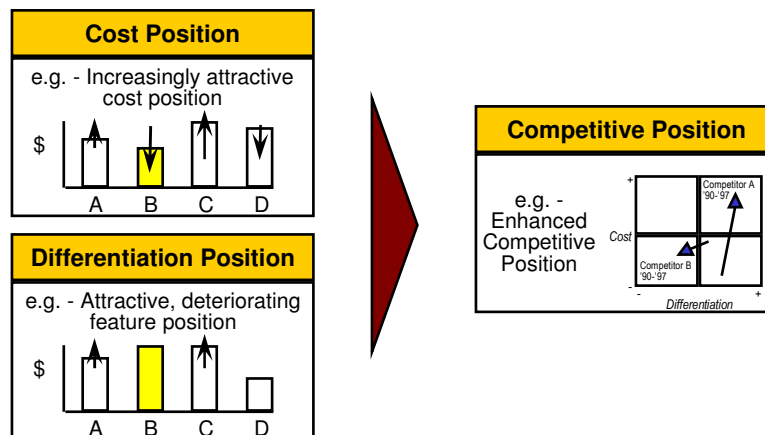 Cost Position
e.g. - Increasingly attractive
cost position
$
A B C D
Differentiation Position
e.g. - Attractive, deteriorating
feature position
$
A B C D
Competitive Position
e.g. -
Enhanced
Competitive
Position
+
Cost
-
Competitor A
'90-'97
Competitor B
'90-'97
- +
Differentiation